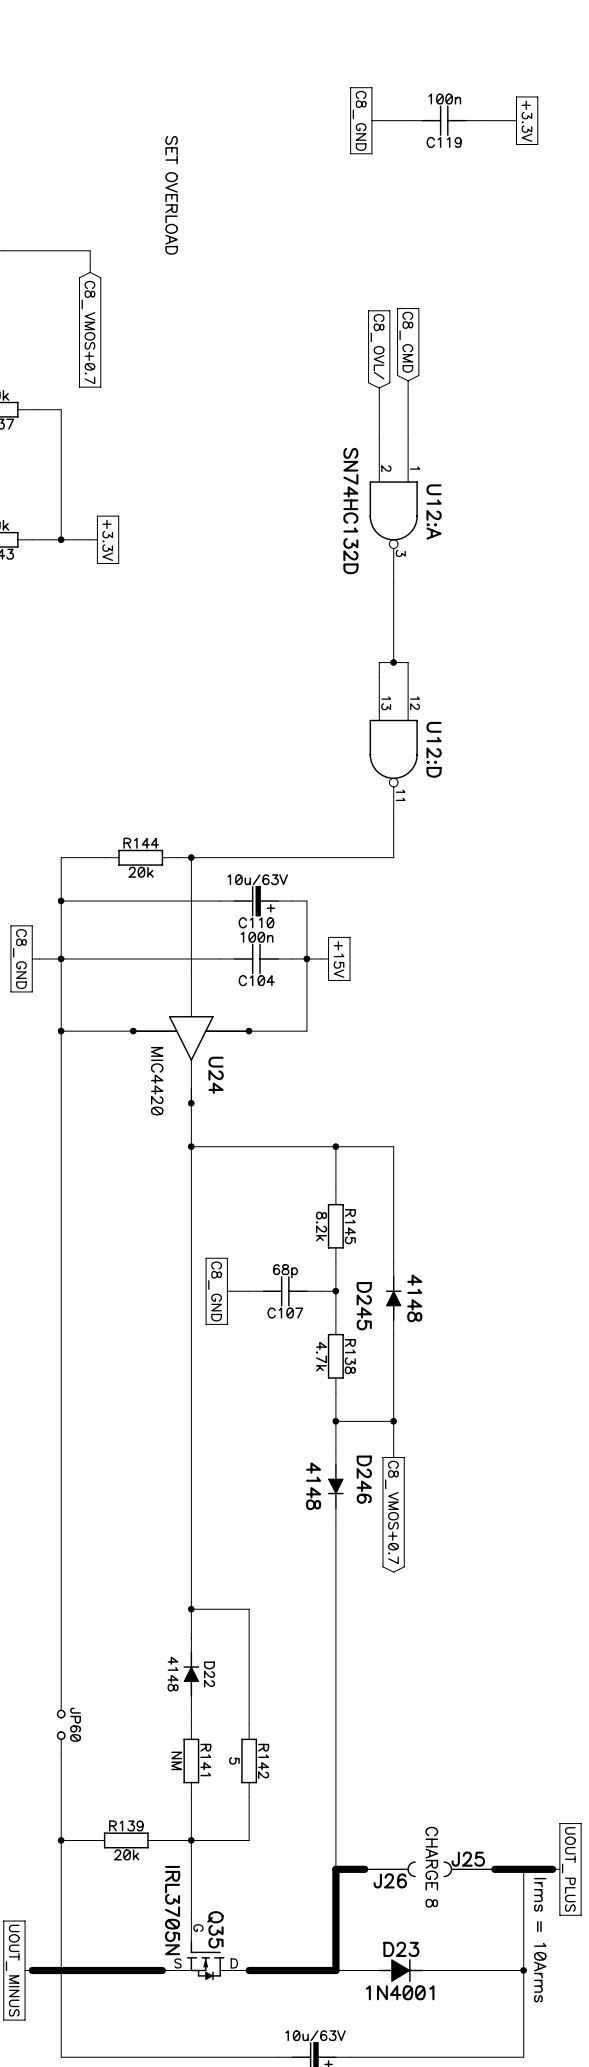 100n
C8_GND
+3.3V
C119
SET OVERLOAD
C8_VMOS+0.7
C8_CMD
C8_OVL/
+3.3V
1
2
U12:A
SN74HC132D
3
12
13
U12:D
11
R144
20k
10u/63V
+
C110
100n
C104
+15V
C8_GND
U24
MIC4420
R145
8.2k
68p
C107
C8_GND
4148
D245
R138
4.7k
D246
4148
C8_VMOS+0.7
D22
4148
R142
5
R141
NM
JP60
R139
20k
UOUT_PLUS
CHARGE 8
J25
J26
Irms = 10Arms
IRL3705N
Q35
G
S
D
D23
1N4001
UOUT_MINUS
10u/63V
+